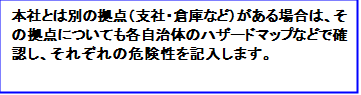 本社とは別の拠点（支社・倉庫など）がある場合は、そ
の拠点についても各自治体のハザードマップなどで確
認し、それぞれの危険性を記入します。